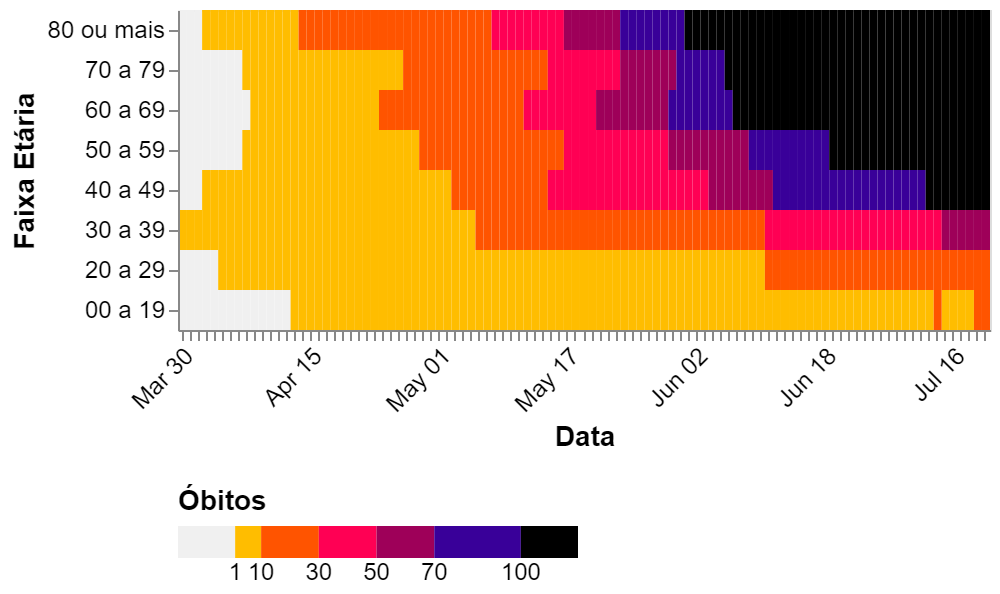 Faixa Etária
80 ou mais
70 a 79
60 a 69
50 a 59
40 a 49
30 a 39
20 a 29
00 a 19
Mar 30 Apr 15 May 01 May 17 Jun 02 Jun 18 Jul 16
Data
Óbitos
1 10 30 50 70 100